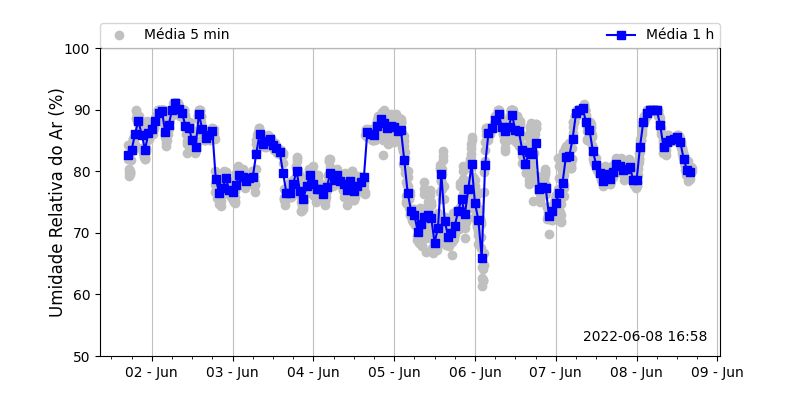 Média 5 min Média 1 h
Umidade Relativa do Ar (%)
100
90
80
70
60
50
2022-06-08 16:58
02 - Jun 03 - Jun 04 - Jun 05 - Jun 06 - Jun 07 - Jun 08 - Jun 09 - Jun